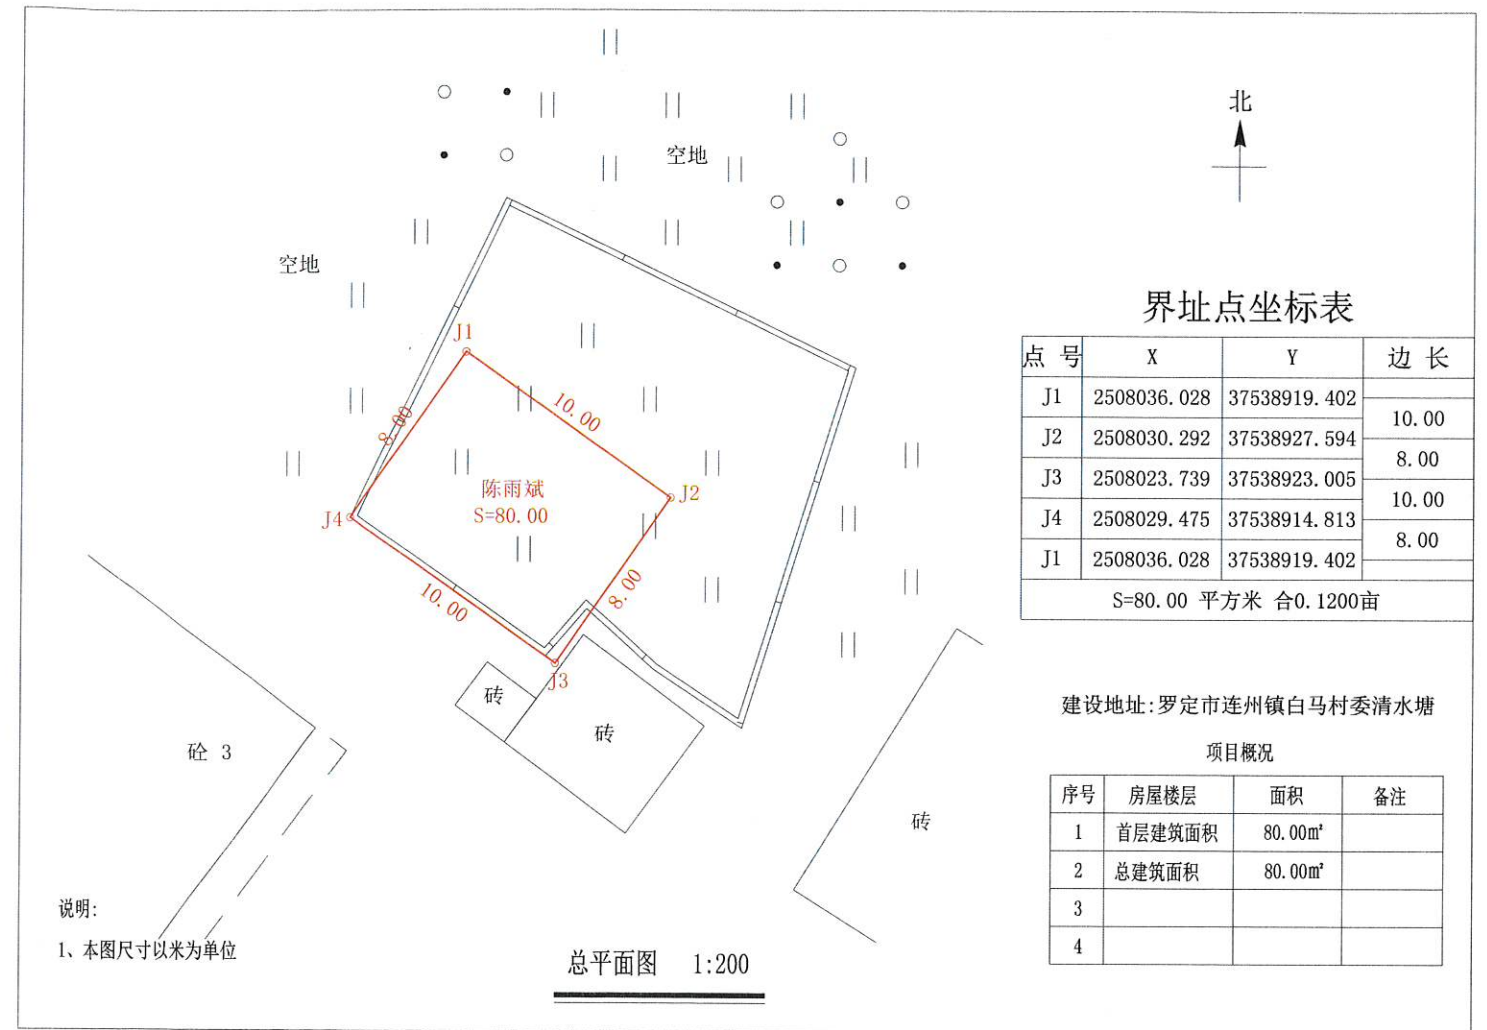 北
空地
空地
J1
10.00
8.00
陈雨斌
S=80.00
J2
J4
10.00
8.00
J3
砖
砖
砼 3
砖
界址点坐标表
点 号 X Y 边 长
J1 2508036.028 37538919.402
10.00
J2 2508030.292 37538927.594
8.00
J3 2508023.739 37538923.005
10.00
J4 2508029.475 37538914.813
8.00
J1 2508036.028 37538919.402
S=80.00 平方米 合0.1200亩
建设地址:罗定市连州镇白马村委清水塘
项目概况
序号 房屋楼层 面积 备注
1 首层建筑面积 80.00㎡
2 总建筑面积 80.00㎡
3
4
说明:
1、本图尺寸以米为单位
总平面图 1:200